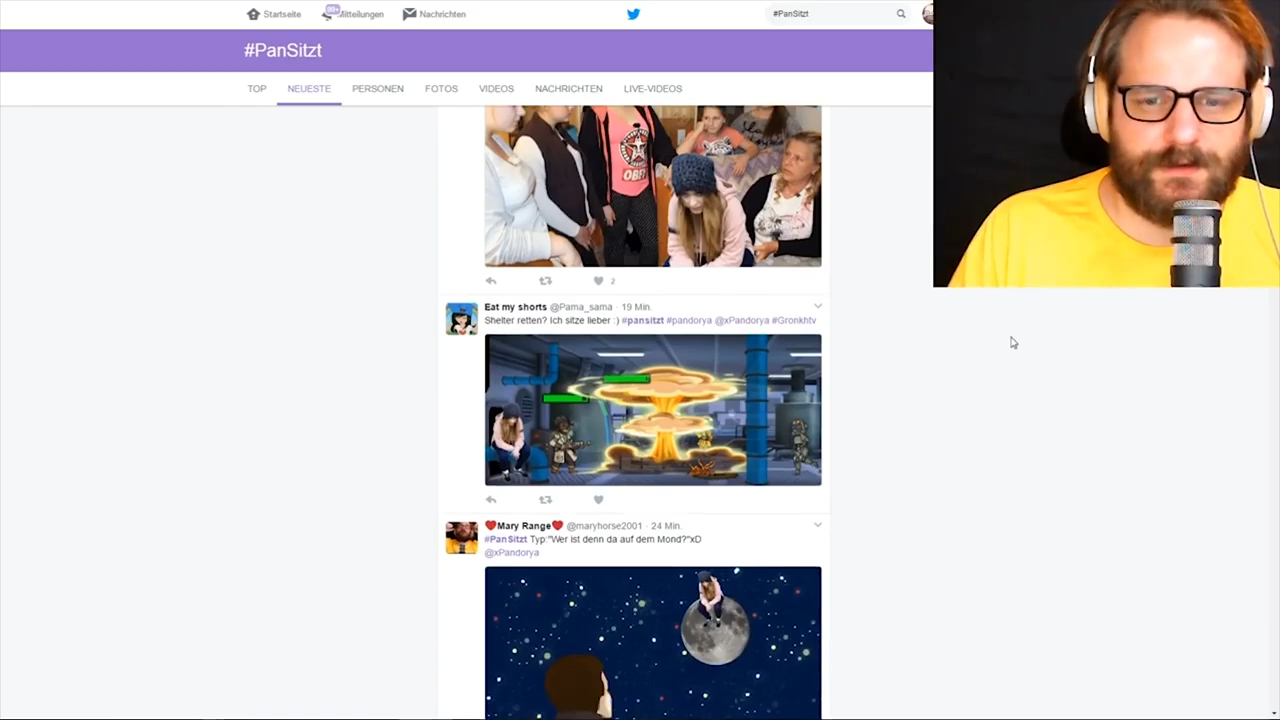 Startseite
99+
Mitteilungen
Nachrichten
#PanSitzt
#PanSitzt
TOP
NEUESTE
PERSONEN
FOTOS
VIDEOS
NACHRICHTEN
LIVE-VIDEOS
OBEY
2
Eat my shorts @Pama_sama · 19 Min.
Shelter retten? Ich sitze lieber :) #pansitzt #pandorya @xPandorya #Gronkhtv
❤Mary Range❤ @maryhorse2001 · 24 Min.
#PanSitzt Typ:"Wer ist denn da auf dem Mond?"xD
@xPandorya